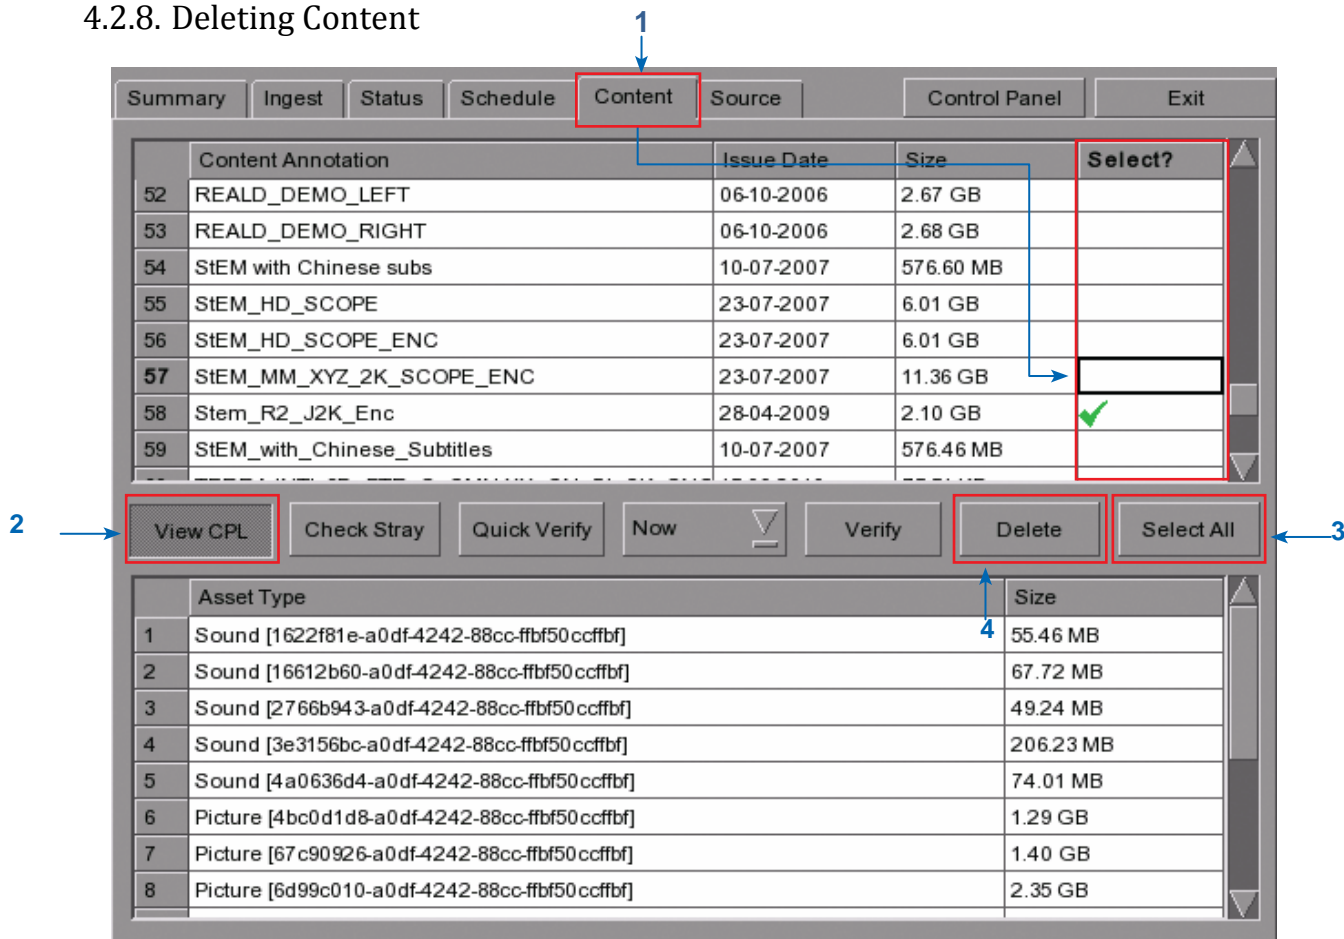 4.2.8. Deleting Content
1
Summary Ingest Status Schedule Content Source Control Panel Exit
Content Annotation Issue Date Size Select?
52 REALD_DEMO_LEFT 06-10-2006 2.67 GB
53 REALD_DEMO_RIGHT 06-10-2006 2.68 GB
54 StEM with Chinese subs 10-07-2007 576.60 MB
55 StEM_HD_SCOPE 23-07-2007 6.01 GB
56 StEM_HD_SCOPE_ENC 23-07-2007 6.01 GB
57 StEM_MM_XYZ_2K_SCOPE_ENC 23-07-2007 11.36 GB
58 Stem_R2_J2K_Enc 28-04-2009 2.10 GB
59 StEM_with_Chinese_Subtitles 10-07-2007 576.46 MB
2 View CPL Check Stray Quick Verify Now Verify Delete Select All 3
Asset Type Size
4
1 Sound [1622f81e-a0df-4242-88cc-ffbf50ccffbf] 55.46 MB
2 Sound [16612b60-a0df-4242-88cc-ffbf50ccffbf] 67.72 MB
3 Sound [2766b943-a0df-4242-88cc-ffbf50ccffbf] 49.24 MB
4 Sound [3e3156bc-a0df-4242-88cc-ffbf50ccffbf] 206.23 MB
5 Sound [4a0636d4-a0df-4242-88cc-ffbf50ccffbf] 74.01 MB
6 Picture [4bc0d1d8-a0df-4242-88cc-ffbf50ccffbf] 1.29 GB
7 Picture [67c90926-a0df-4242-88cc-ffbf50ccffbf] 1.40 GB
8 Picture [6d99c010-a0df-4242-88cc-ffbf50ccffbf] 2.35 GB